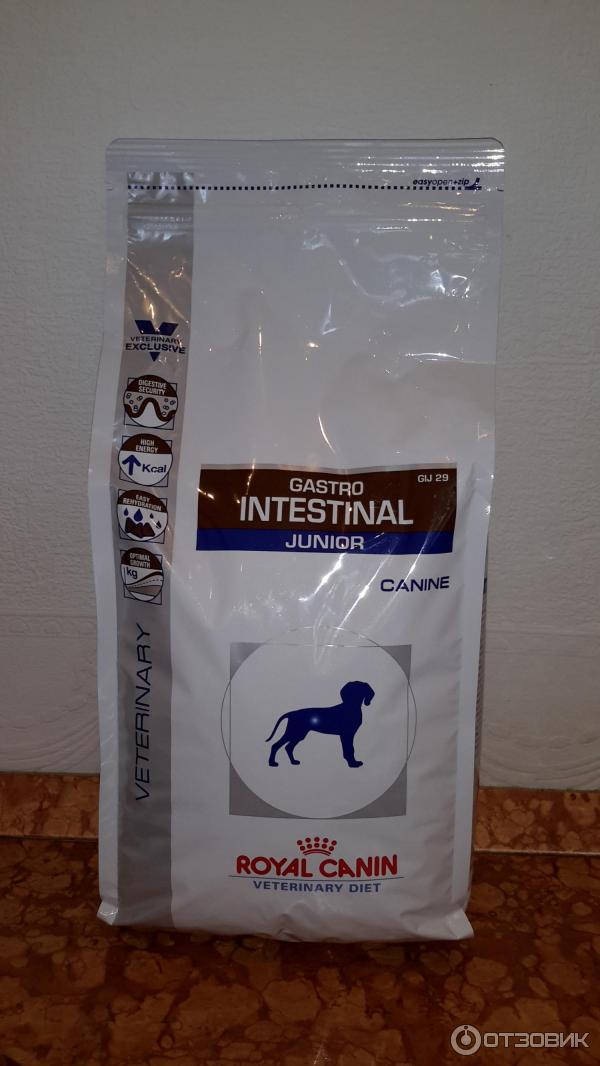 easyopen+zip
VETERINARY
EXCLUSIVE
DIGESTIVE
SECURITY
HIGH
ENERGY
Kcal
EASY
REHYDRATION
OPTIMAL
GROWTH
kg
VETERINARY
GIJ 29
GASTRO
INTESTINAL
JUNIOR
CANINE
ROYAL CANIN
VETERINARY DIET
ОТЗОВИК